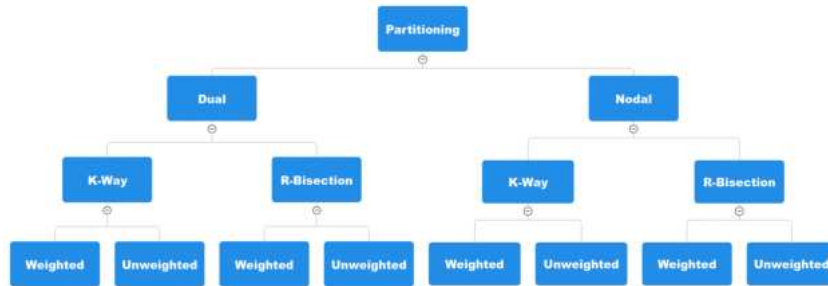 Partitioning
Dual
Nodal
K-Way
R-Bisection
K-Way
R-Bisection
Weighted
Unweighted
Weighted
Unweighted
Weighted
Unweighted
Weighted
Unweighted